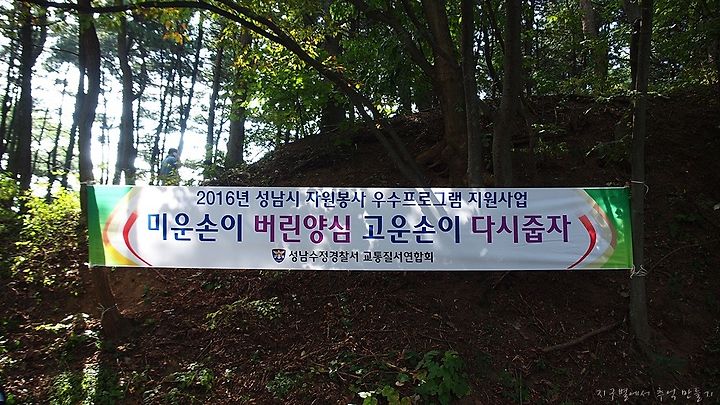 2016년 성남시 자원봉사 우수프로그램 지원사업
미운손이 버린양심 고운손이 다시줍자
성남수정경찰서 교통질서연합회
지구별에서 추억 만들기